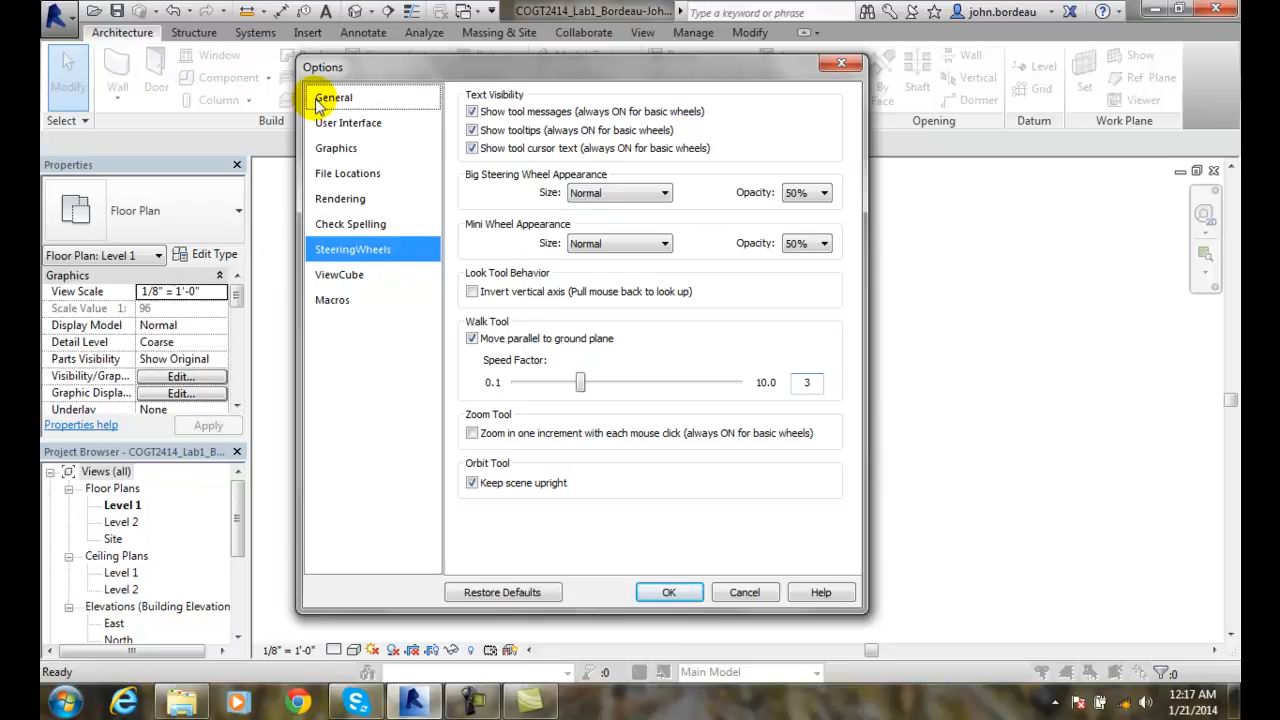 COGT2414_Lab1_Bordeau-Joh...
Type a keyword or phrase
john.bordeau
Architecture Structure Systems Insert Annotate Analyze Massing & Site Collaborate View Manage Modify
Modify
Wall
Door
Window
Component
Column
Select
Build
By Face
Shaft
Wall
Vertical
Dormer
Opening
Level
Grid
Datum
Set
Show
Ref Plane
Viewer
Work Plane
Properties
Floor Plan
Floor Plan: Level 1
Edit Type
Graphics
View Scale 1/8" = 1'-0"
Scale Value 1: 96
Display Model Normal
Detail Level Coarse
Parts Visibility Show Original
Visibility/Grap... Edit...
Graphic Displa... Edit...
Underlay None
Properties help
Apply
Project Browser - COGT2414_Lab1_B...
Views (all)
Floor Plans
Level 1
Level 2
Site
Ceiling Plans
Level 1
Level 2
Elevations (Building Elevation
East
North
Options
General
User Interface
Graphics
File Locations
Rendering
Check Spelling
SteeringWheels
ViewCube
Macros
Text Visibility
Show tool messages (always ON for basic wheels)
Show tooltips (always ON for basic wheels)
Show tool cursor text (always ON for basic wheels)
Big Steering Wheel Appearance
Size: Normal Opacity: 50%
Mini Wheel Appearance
Size: Normal Opacity: 50%
Look Tool Behavior
Invert vertical axis (Pull mouse back to look up)
Walk Tool
Move parallel to ground plane
Speed Factor:
0.1 10.0 3
Zoom Tool
Zoom in one increment with each mouse click (always ON for basic wheels)
Orbit Tool
Keep scene upright
Restore Defaults OK Cancel Help
1/8" = 1'-0"
Ready
:0
Main Model
:0
12:17 AM
1/21/2014